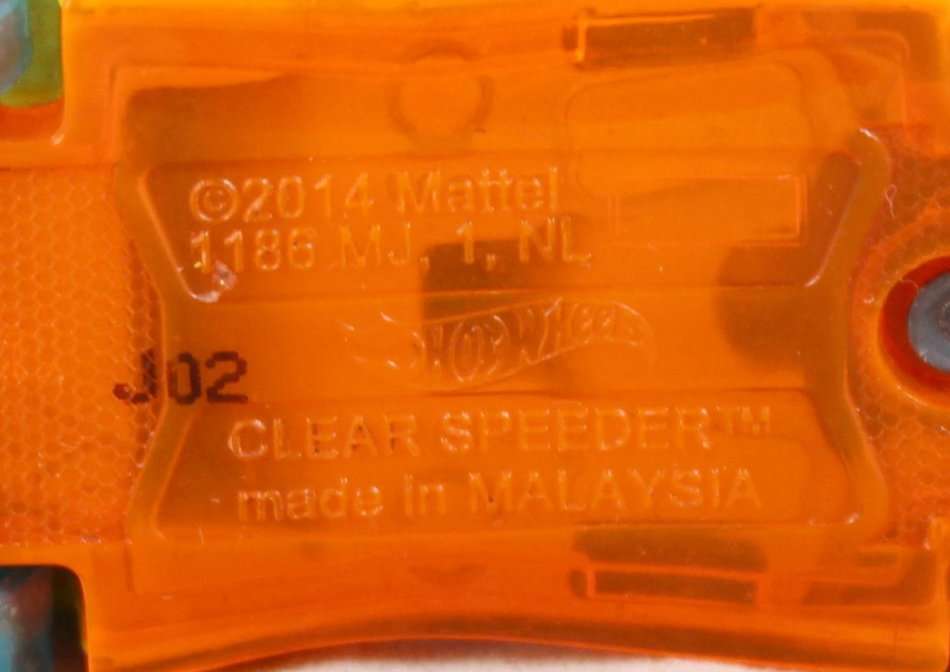 ©2014 Mattel
1186 MJ, 1, NL
HOT WHEELS
J02
CLEAR SPEEDER™
made in MALAYSIA